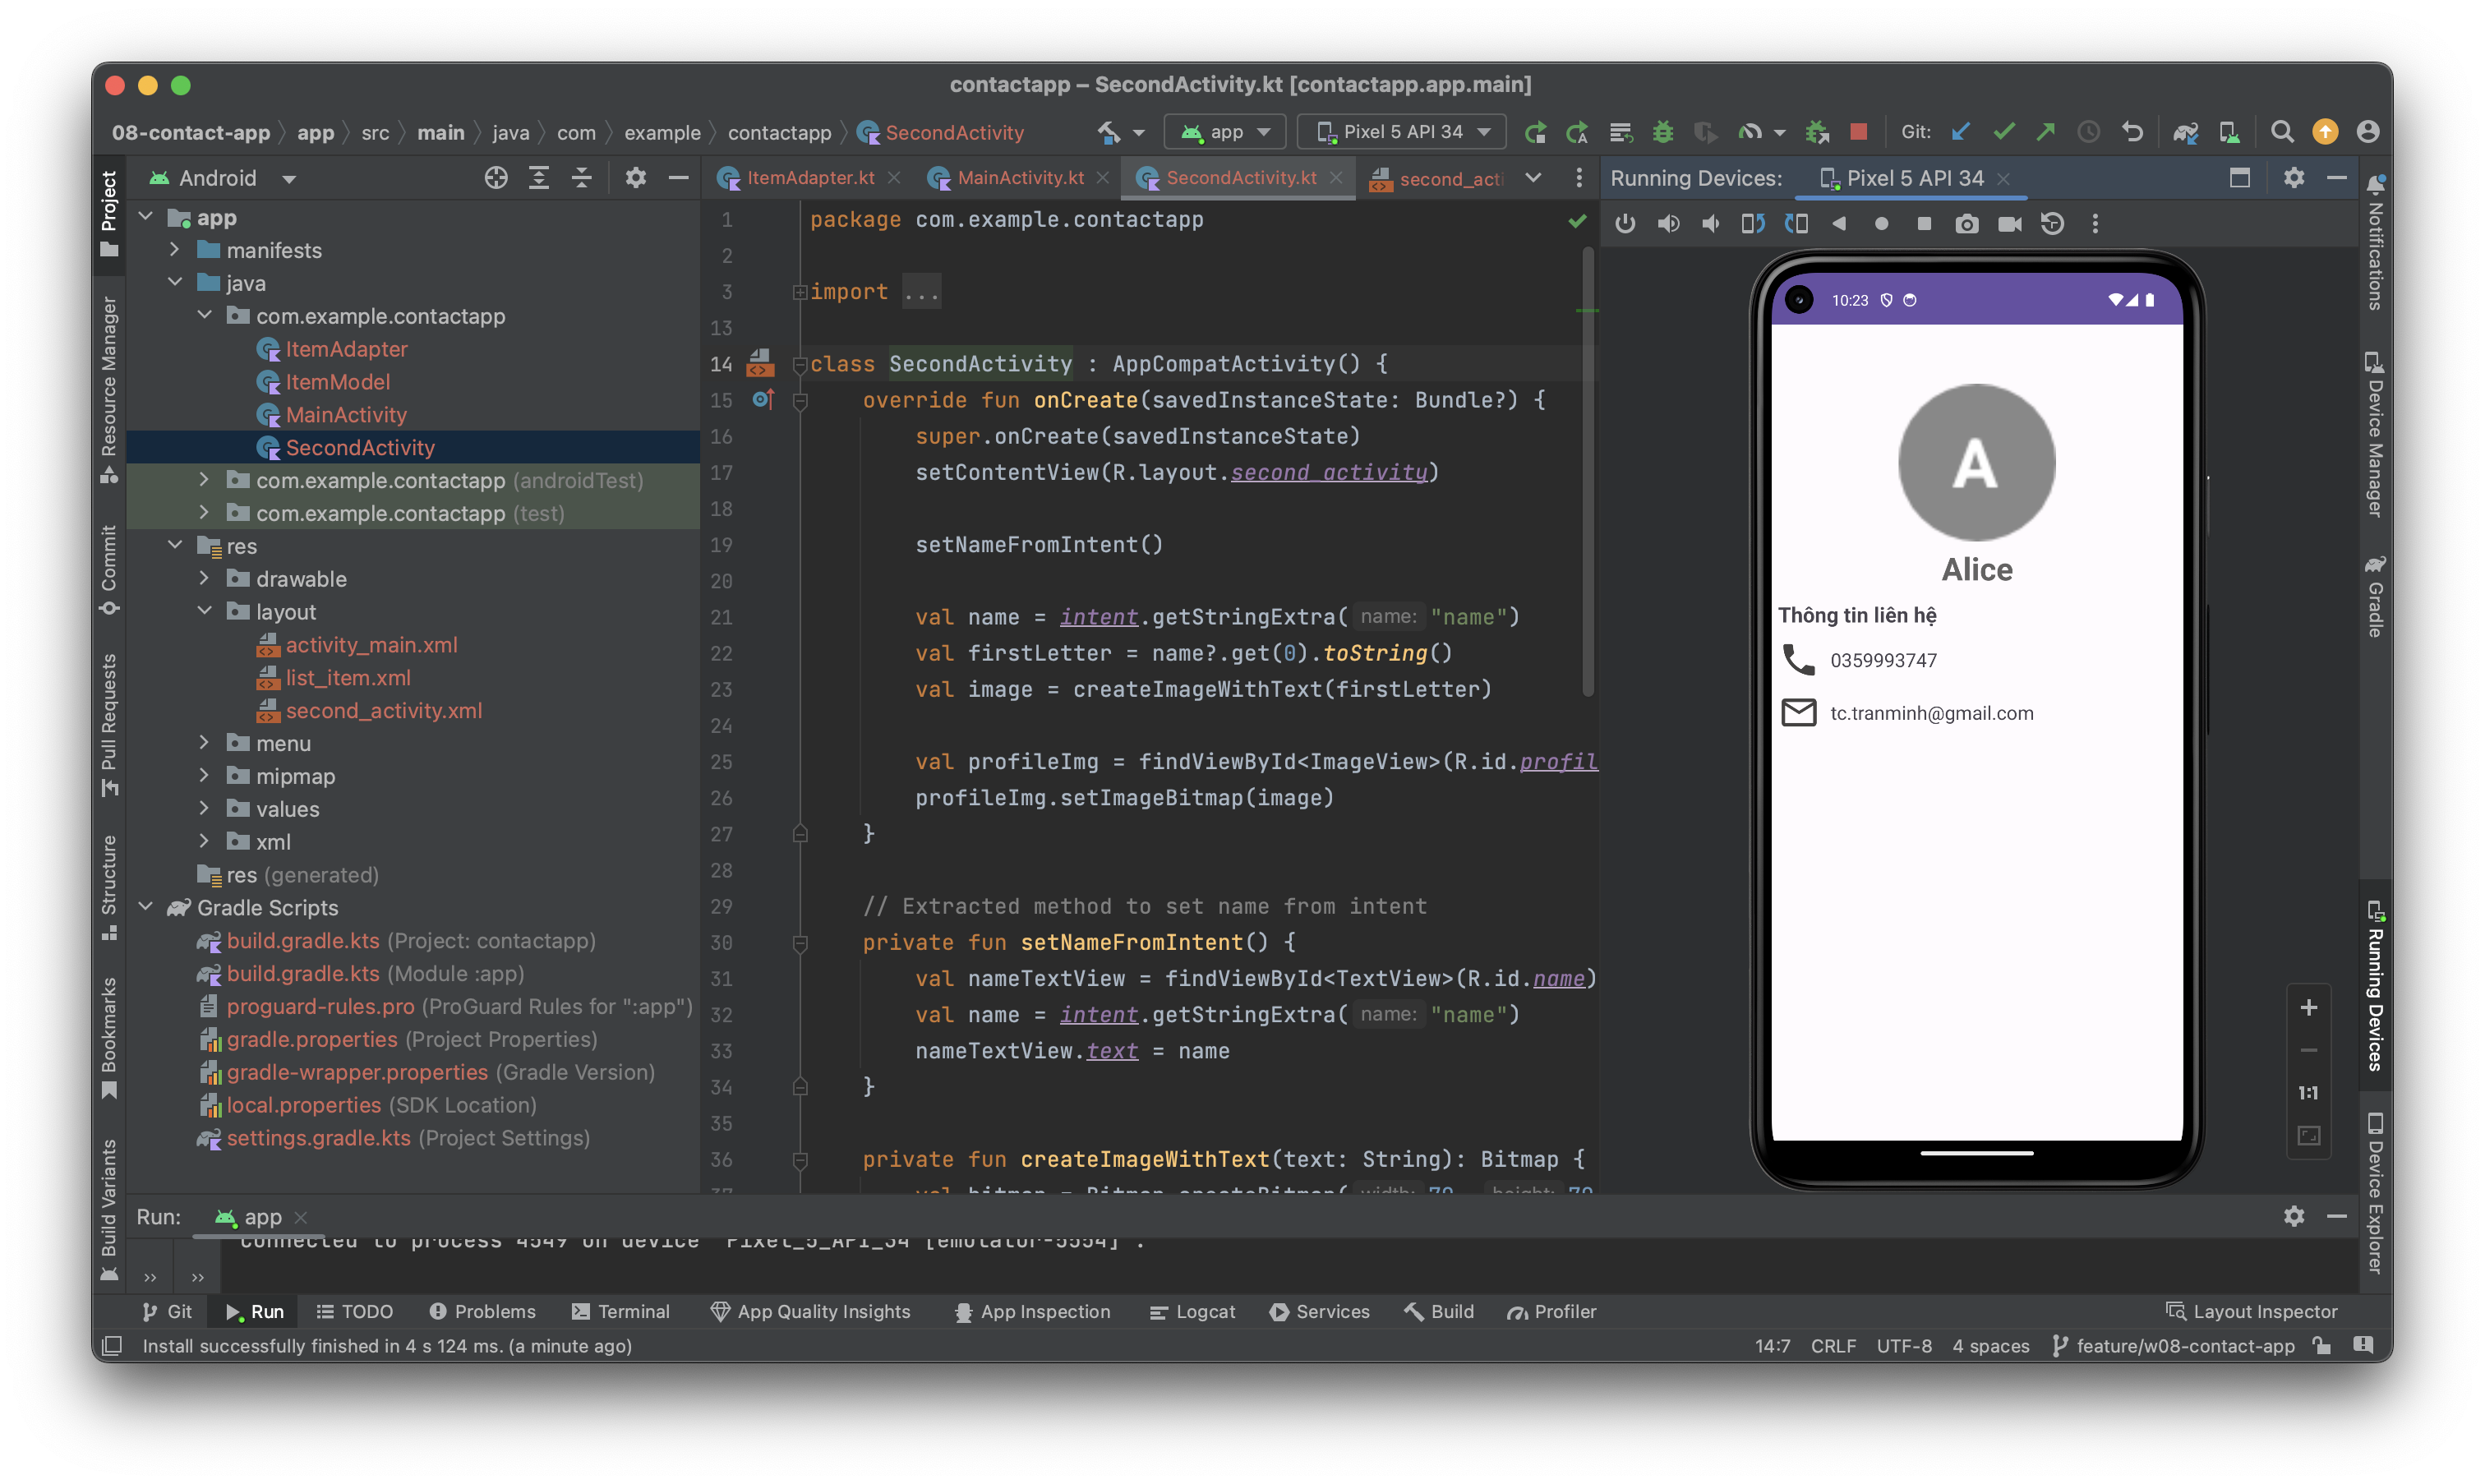 contactapp – SecondActivity.kt [contactapp.app.main]
08-contact-app app src main java com example contactapp SecondActivity
app
Pixel 5 API 34
Git:
Project
Resource Manager
Commit
Pull Requests
Structure
Bookmarks
Build Variants
Android
app
manifests
java
com.example.contactapp
ItemAdapter
ItemModel
MainActivity
SecondActivity
com.example.contactapp (androidTest)
com.example.contactapp (test)
res
drawable
layout
activity_main.xml
list_item.xml
second_activity.xml
menu
mipmap
values
xml
res (generated)
Gradle Scripts
build.gradle.kts (Project: contactapp)
build.gradle.kts (Module :app)
proguard-rules.pro (ProGuard Rules for ":app")
gradle.properties (Project Properties)
gradle-wrapper.properties (Gradle Version)
local.properties (SDK Location)
settings.gradle.kts (Project Settings)
ItemAdapter.kt MainActivity.kt SecondActivity.kt second_acti
1 package com.example.contactapp
2
3 import ...
13
14 class SecondActivity : AppCompatActivity() {
15 override fun onCreate(savedInstanceState: Bundle?) {
16 super.onCreate(savedInstanceState)
17 setContentView(R.layout.second_activity)
18
19 setNameFromIntent()
20
21 val name = intent.getStringExtra( name: "name")
22 val firstLetter = name?.get(0).toString()
23 val image = createImageWithText(firstLetter)
24
25 val profileImg = findViewById<ImageView>(R.id.profil
26 profileImg.setImageBitmap(image)
27 }
28
29 // Extracted method to set name from intent
30 private fun setNameFromIntent() {
31 val nameTextView = findViewById<TextView>(R.id.name)
32 val name = intent.getStringExtra( name: "name")
33 nameTextView.text = name
34 }
35
36 private fun createImageWithText(text: String): Bitmap {
37 val bitmap = Bitmap.createBitmap( width: 70, height: 70
Running Devices: Pixel 5 API 34
10:23
A
Alice
Thông tin liên hệ
0359993747
tc.tranminh@gmail.com
1:1
Notifications
Device Manager
Gradle
Running Devices
Device Explorer
Run: app
Connected to process 4549 on device 'Pixel_5_API_34 [emulator-5554]'.
Git Run TODO Problems Terminal App Quality Insights App Inspection Logcat Services Build Profiler Layout Inspector
Install successfully finished in 4 s 124 ms. (a minute ago)
14:7 CRLF UTF-8 4 spaces feature/w08-contact-app